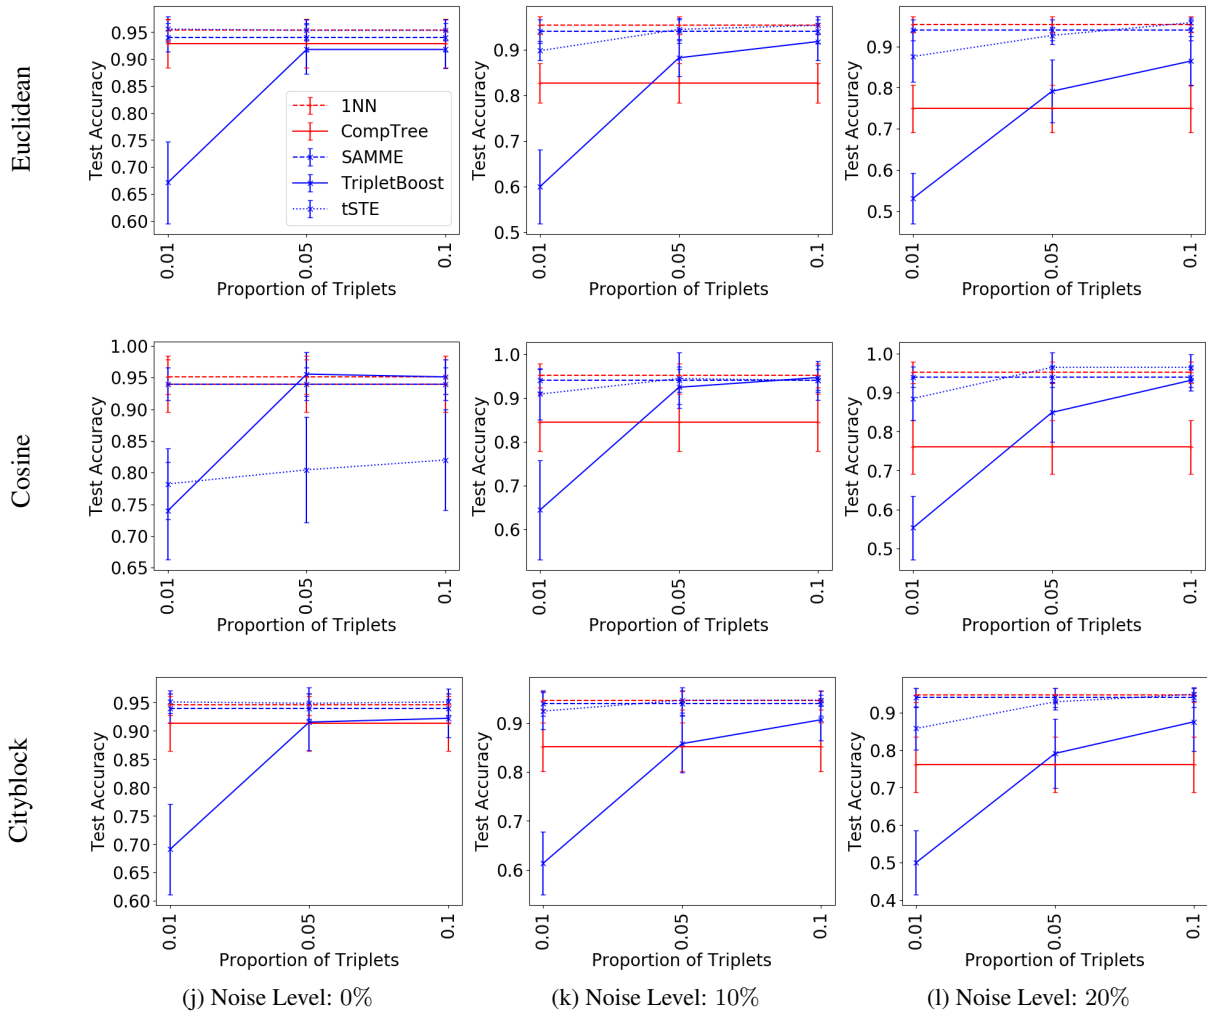 Euclidean
Test Accuracy
0.95
0.90
0.85
0.80
0.75
0.70
0.65
0.60
1NN
CompTree
SAMME
TripletBoost
tSTE
0.01
0.05
0.1
Proportion of Triplets
Test Accuracy
0.9
0.8
0.7
0.6
0.5
0.01
0.05
0.1
Proportion of Triplets
Test Accuracy
0.9
0.8
0.7
0.6
0.5
0.01
0.05
0.1
Proportion of Triplets
Cosine
Test Accuracy
1.00
0.95
0.90
0.85
0.80
0.75
0.70
0.65
0.01
0.05
0.1
Proportion of Triplets
Test Accuracy
1.0
0.9
0.8
0.7
0.6
0.01
0.05
0.1
Proportion of Triplets
Test Accuracy
1.0
0.9
0.8
0.7
0.6
0.5
0.01
0.05
0.1
Proportion of Triplets
Cityblock
Test Accuracy
0.95
0.90
0.85
0.80
0.75
0.70
0.65
0.60
0.01
0.05
0.1
Proportion of Triplets
Test Accuracy
0.9
0.8
0.7
0.6
0.01
0.05
0.1
Proportion of Triplets
Test Accuracy
0.9
0.8
0.7
0.6
0.5
0.4
0.01
0.05
0.1
Proportion of Triplets
(j) Noise Level: 0%
(k) Noise Level: 10%
(l) Noise Level: 20%